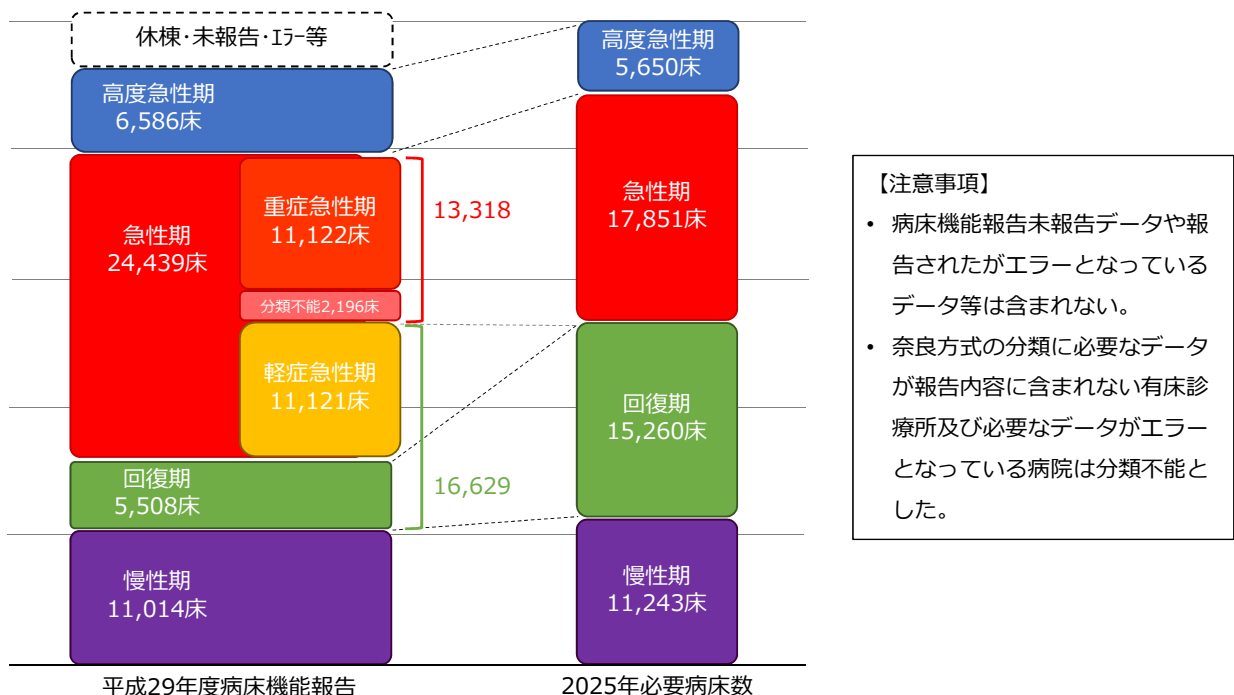 休棟･未報告･ｴﾗｰ等
高度急性期
6,586床
急性期
24,439床
重症急性期
11,122床
分類不能2,196床
軽症急性期
11,121床
13,318
回復期
5,508床
16,629
慢性期
11,014床
平成29年度病床機能報告
高度急性期
5,650床
急性期
17,851床
回復期
15,260床
慢性期
11,243床
2025年必要病床数
【注意事項】
• 病床機能報告未報告データや報
告されたがエラーとなっている
データ等は含まれない。
• 奈良方式の分類に必要なデータ
が報告内容に含まれない有床診
療所及び必要なデータがエラー
となっている病院は分類不能と
した。